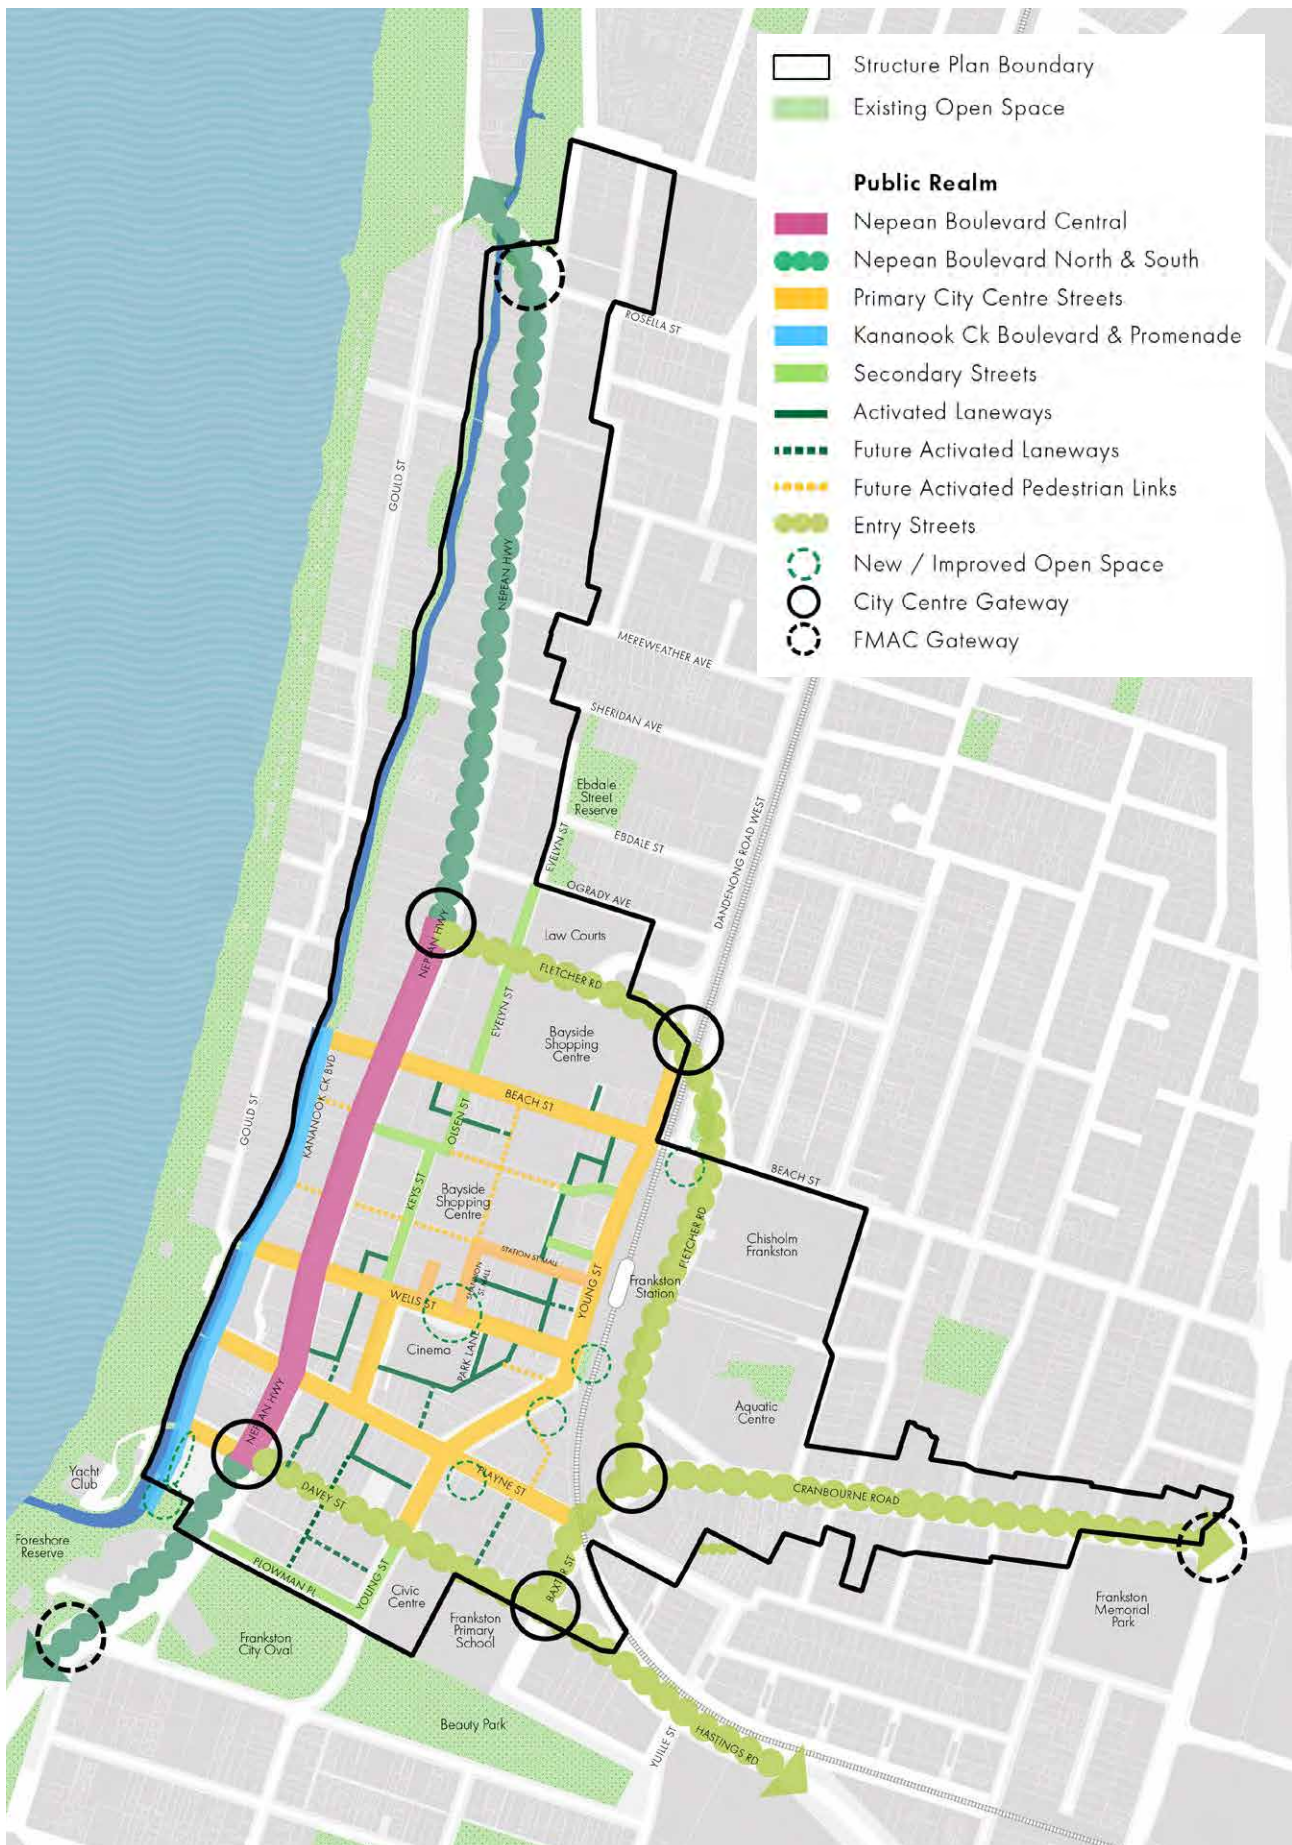 Structure Plan Boundary
Existing Open Space
Public Realm
Nepean Boulevard Central
Nepean Boulevard North & South
Primary City Centre Streets
Kananook Ck Boulevard & Promenade
Secondary Streets
Activated Laneways
Future Activated Laneways
Future Activated Pedestrian Links
Entry Streets
New / Improved Open Space
City Centre Gateway
FMAC Gateway
ROSELLA ST
GOULD ST
NEPEAN HWY
MEREWEATHER AVE
SHERIDAN AVE
Ebdale
Street
Reserve
DANDENONG ROAD WEST
EVELYN ST
EBDALE ST
OGRADY AVE
NEPEAN HWY
Law Courts
FLETCHER RD
EVELYN ST
Bayside
Shopping
Centre
KANANOOK CK BVD
GOULD ST
BEACH ST
OLSEN ST
BEACH ST
KEYS ST
Bayside
Shopping
Centre
FLETCHER RD
Chisholm
Frankston
STATION ST MALL
SHANNON
ST MALL
YOUNG ST
Frankston
Station
WELLS ST
Cinema
PARK LANE
Aquatic
Centre
NEPEAN HWY
Yacht
Club
DAVEY ST
PLAYNE ST
CRANBOURNE ROAD
Foreshore
Reserve
PLOWMAN PL
YOUNG ST
Civic
Centre
BAXTER ST
Frankston
Primary
School
Frankston
Memorial
Park
Frankston
City Oval
Beauty Park
YUILLE ST
HASTINGS RD